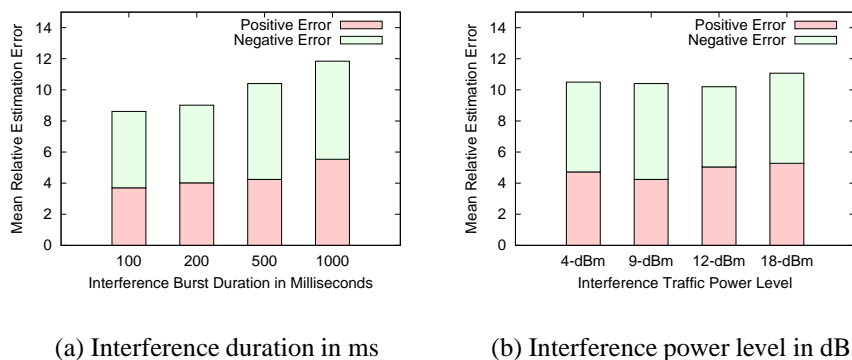 Mean Relative Estimation Error
14
12
10
8
6
4
2
0
Positive Error
Negative Error
100 200 500 1000
Interference Burst Duration in Milliseconds
(a) Interference duration in ms
Mean Relative Estimation Error
14
12
10
8
6
4
2
0
Positive Error
Negative Error
4-dBm 9-dBm 12-dBm 18-dBm
Interference Traffic Power Level
(b) Interference power level in dB